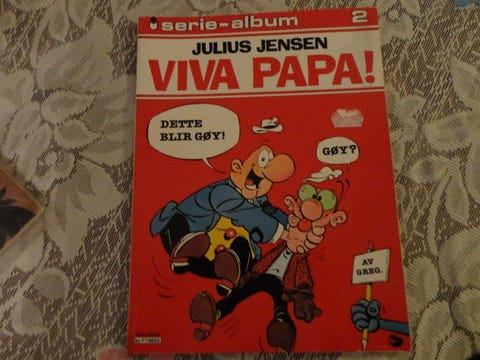 serie-album 2
JULIUS JENSEN
VIVA PAPA!
DETTE
BLIR GØY!
GØY?
AV
GREG.